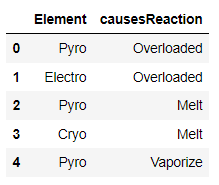 Element causesReaction
0 Pyro Overloaded
1 Electro Overloaded
2 Pyro Melt
3 Cryo Melt
4 Pyro Vaporize